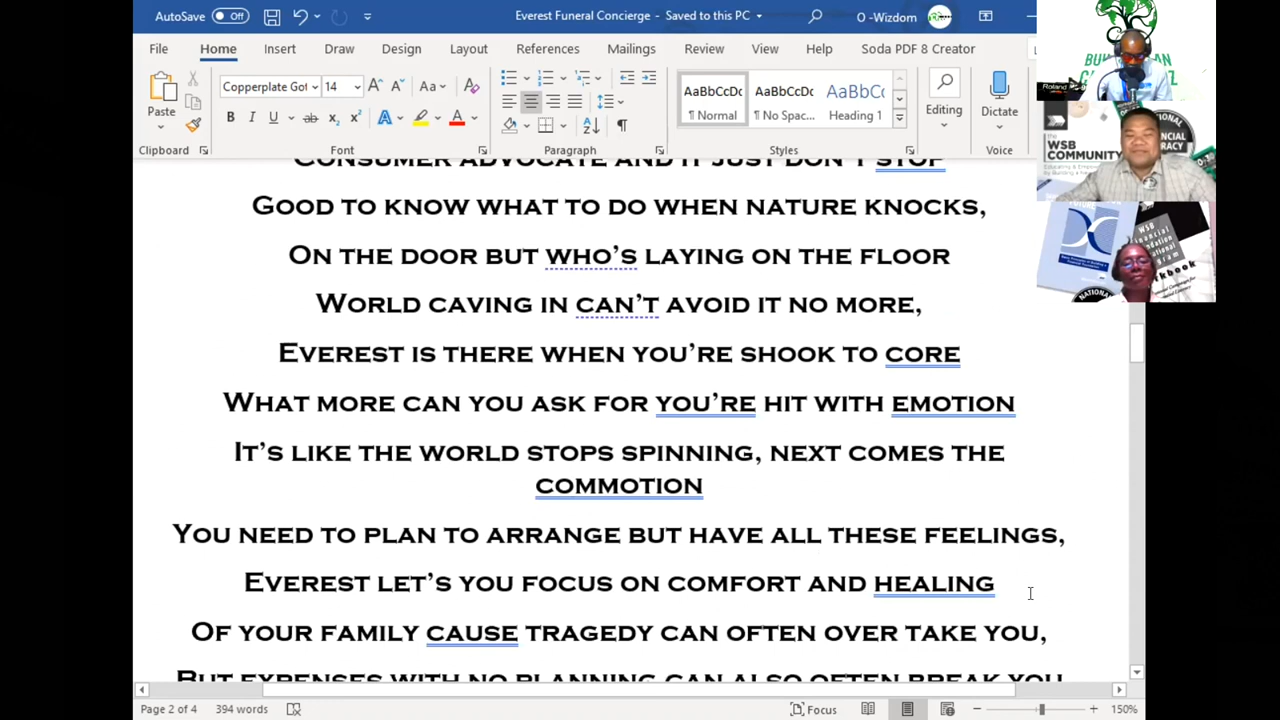 AutoSave Off Everest Funeral Concierge - Saved to this PC O -Wizdom
File Home Insert Draw Design Layout References Mailings Review View Help Soda PDF 8 Creator
Paste Copperplate Got 14 Aa AaBbCcDc AaBbCcDc AaBbCc Editing Dictate
¶ Normal ¶ No Spac... Heading 1
Clipboard Font Paragraph Styles Voice
CONSUMER ADVOCATE AND IT JUST DON'T STOP
GOOD TO KNOW WHAT TO DO WHEN NATURE KNOCKS,
ON THE DOOR BUT WHO'S LAYING ON THE FLOOR
WORLD CAVING IN CAN'T AVOID IT NO MORE,
EVEREST IS THERE WHEN YOU'RE SHOOK TO CORE
WHAT MORE CAN YOU ASK FOR YOU'RE HIT WITH EMOTION
IT'S LIKE THE WORLD STOPS SPINNING, NEXT COMES THE
COMMOTION
YOU NEED TO PLAN TO ARRANGE BUT HAVE ALL THESE FEELINGS,
EVEREST LET'S YOU FOCUS ON COMFORT AND HEALING
OF YOUR FAMILY CAUSE TRAGEDY CAN OFTEN OVER TAKE YOU,
BUT EXPENSES WITH NO PLANNING CAN ALSO OFTEN BREAK YOU
Page 2 of 4 394 words Focus 150%
Roland
the
WSB
COMMUNITY